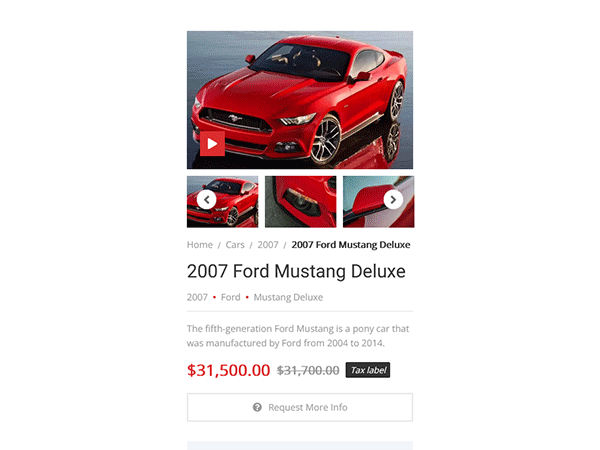 Home / Cars / 2007 / 2007 Ford Mustang Deluxe
2007 Ford Mustang Deluxe
2007 • Ford • Mustang Deluxe
The fifth-generation Ford Mustang is a pony car that
was manufactured by Ford from 2004 to 2014.
$31,500.00 $31,700.00 Tax label
Request More Info